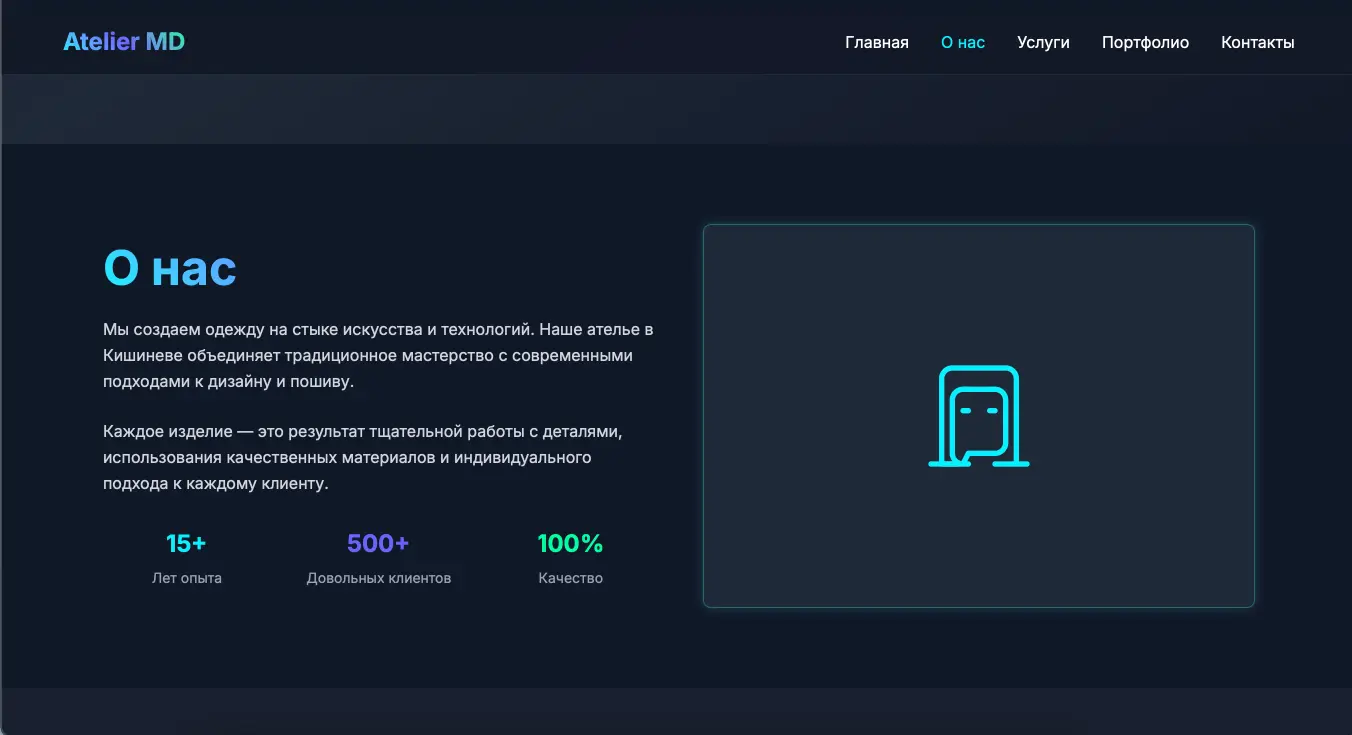 Atelier MD
Главная
О нас
Услуги
Портфолио
Контакты
О нас
Мы создаем одежду на стыке искусства и технологий. Наше ателье в
Кишиневе объединяет традиционное мастерство с современными
подходами к дизайну и пошиву.
Каждое изделие — это результат тщательной работы с деталями,
использования качественных материалов и индивидуального
подхода к каждому клиенту.
15+
Лет опыта
500+
Довольных клиентов
100%
Качество